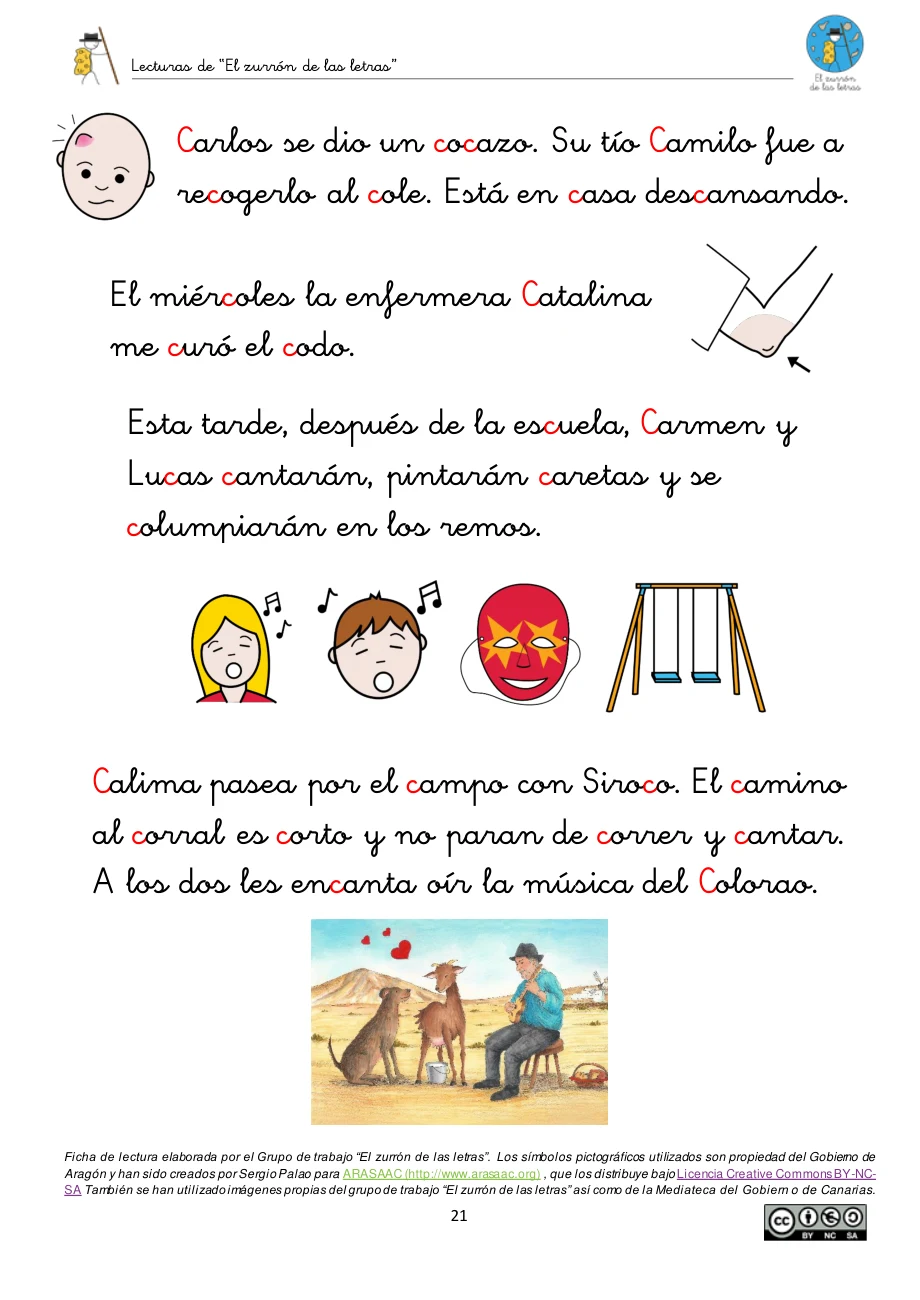 Lecturas de "El zurrón de las letras"
El zurrón
de las letras
Carlos se dio un cocazo. Su tío Camilo fue a
recogerlo al cole. Está en casa descansando.
El miércoles la enfermera Catalina
me curó el codo.
Esta tarde, después de la escuela, Carmen y
Lucas cantarán, pintarán caretas y se
columpiarán en los remos.
Calima pasea por el campo con Siroco. El camino
al corral es corto y no paran de correr y cantar.
A los dos les encanta oír la música del Colorao.
Ficha de lectura elaborada por el Grupo de trabajo "El zurrón de las letras". Los símbolos pictográficos utilizados son propiedad del Gobierno de
Aragón y han sido creados por Sergio Palao para ARASAAC (http://www.arasaac.org) , que los distribuye bajo Licencia Creative Commons BY-NC-
SA También se han utilizado imágenes propias del grupo de trabajo "El zurrón de las letras" así como de la Mediateca del Gobiern o de Canarias.
21
cc
BY NC SA